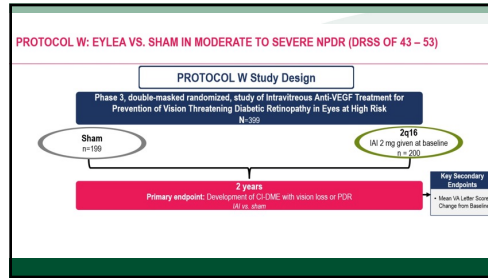 PROTOCOL W: EYLEA VS. SHAM IN MODERATE TO SEVERE NPDR (DRSS OF 43 – 53)
PROTOCOL W Study Design
Phase 3, double-masked randomized, study of Intravitreous Anti-VEGF Treatment for
Prevention of Vision Threatening Diabetic Retinopathy in Eyes at High Risk
N=399
Sham
n=199
2q16
IAI 2 mg given at baseline
n = 200
2 years
Primary endpoint: Development of CI-DME with vision loss or PDR
IAI vs. sham
Key Secondary
Endpoints
• Mean VA Letter Score
Change from Baseline